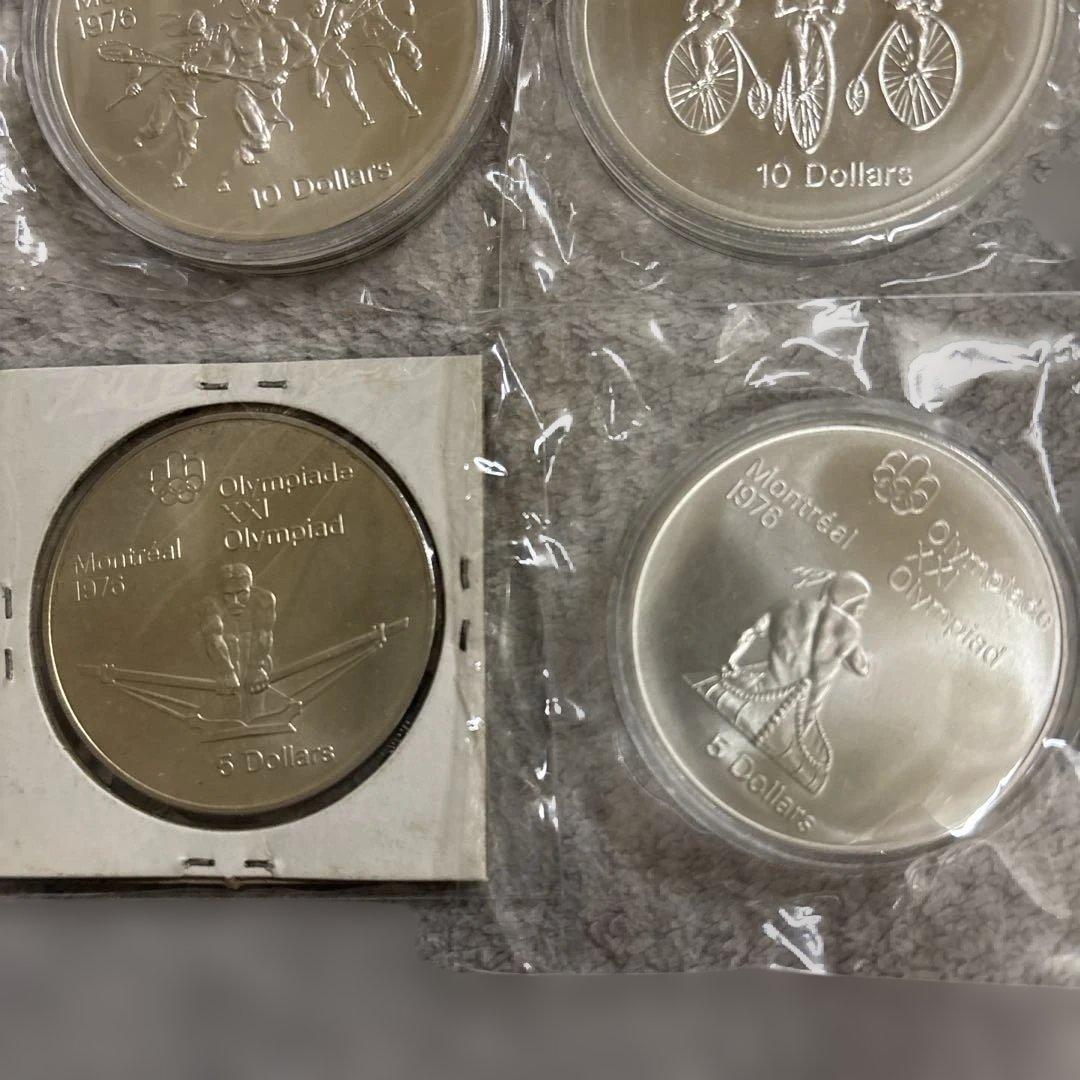 1976
10 Dollars
10 Dollars
Olympiade
XXI
Olympiad
Montréal
1976
5 Dollars
Montréal
1976
Olympiade
XXI
Olympiad
5 Dollars